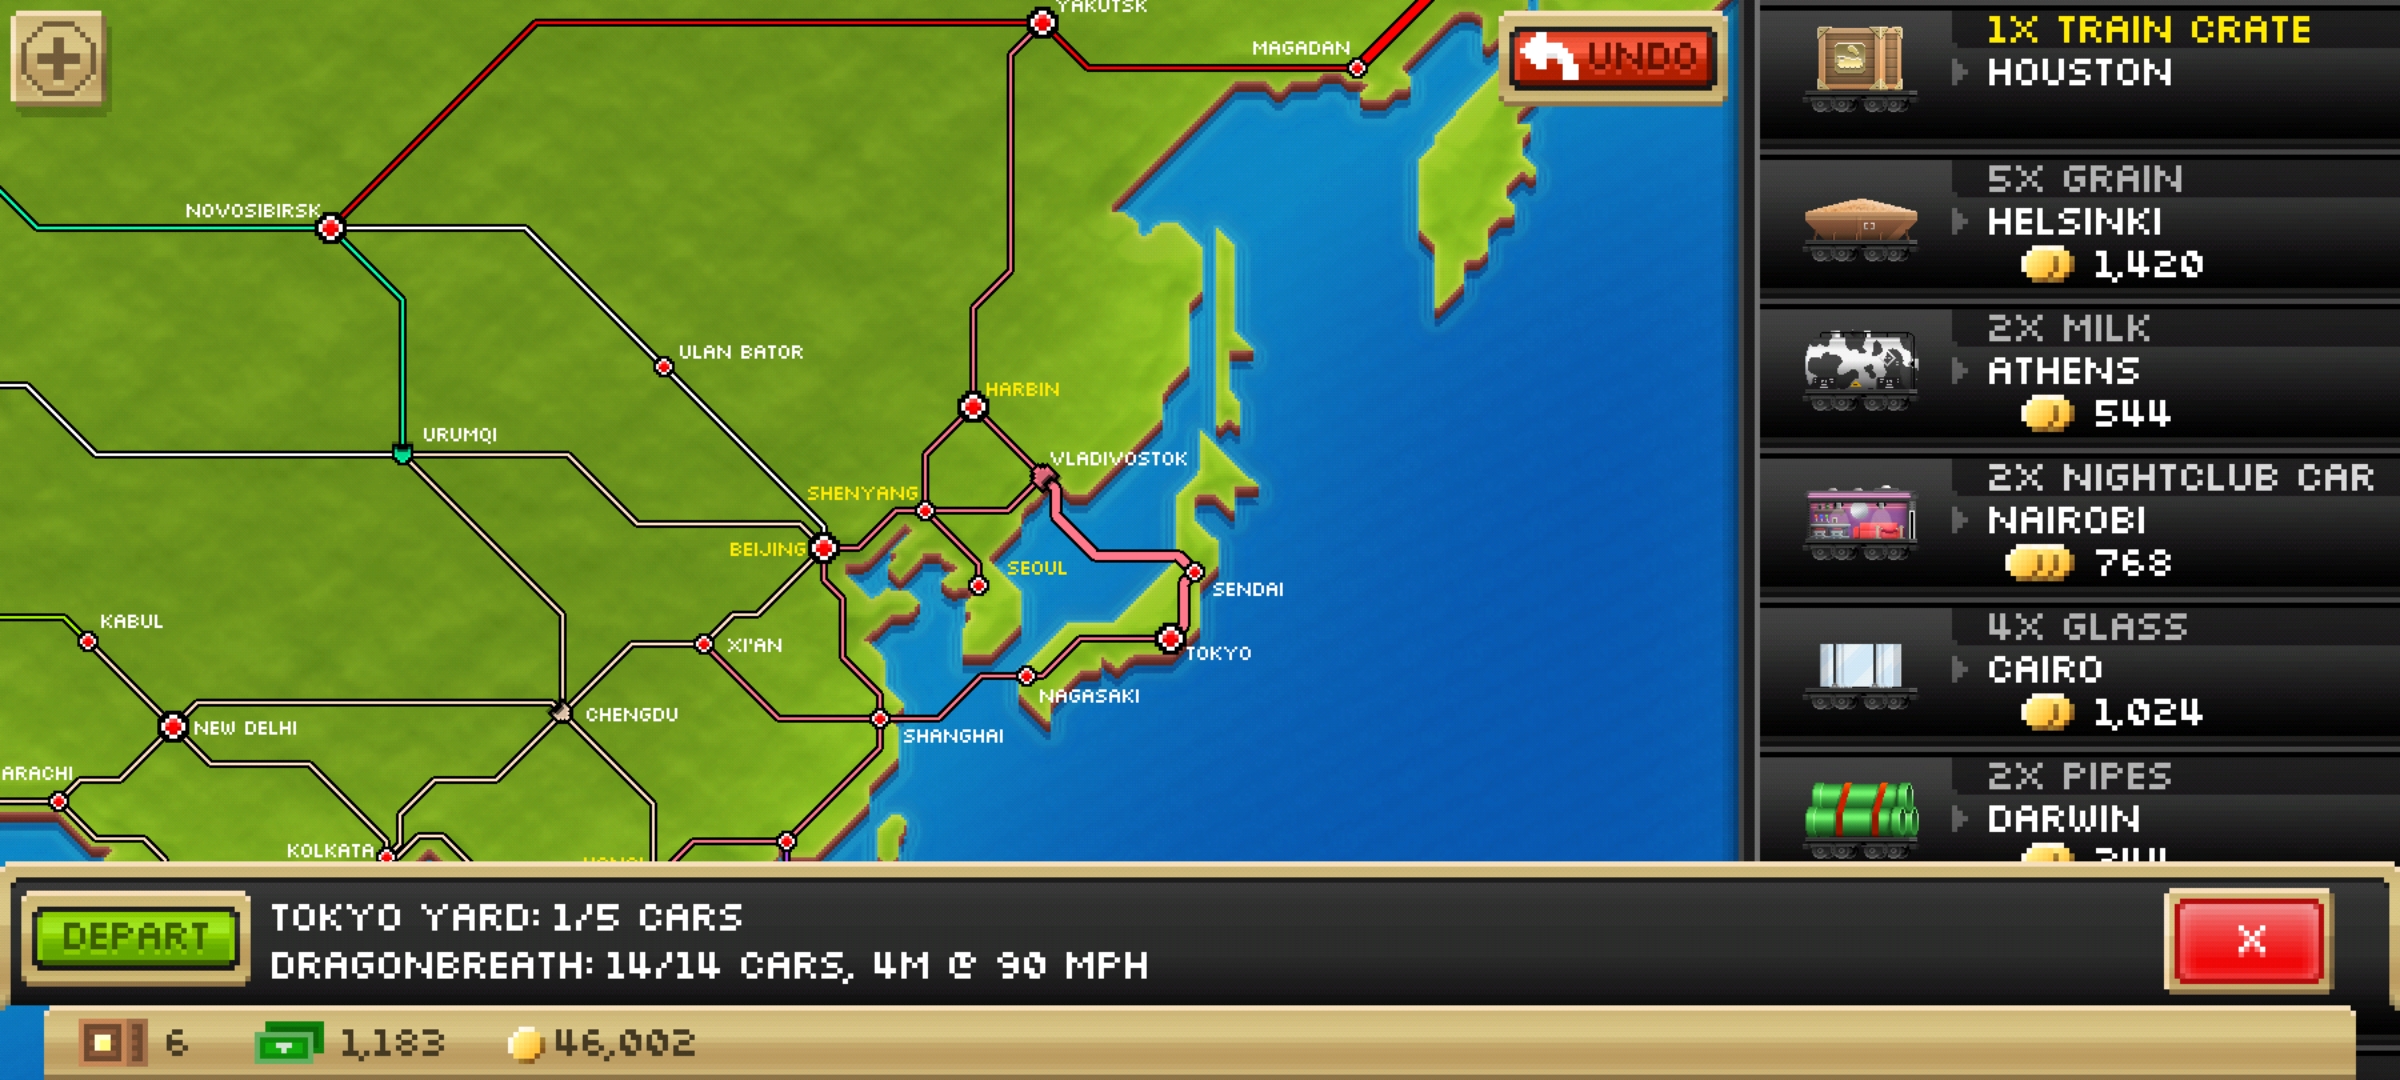 YAKUTSK
MAGADAN
UNDO
NOVOSIBIRSK
ULAN BATOR
HARBIN
URUMQI
VLADIVOSTOK
SHENYANG
BEIJING
SEOUL
SENDAI
KABUL
XI'AN
TOKYO
NAGASAKI
NEW DELHI
CHENGDU
SHANGHAI
ARACHI
KOLKATA
1X TRAIN CRATE
HOUSTON
5X GRAIN
HELSINKI
1,420
2X MILK
ATHENS
544
2X NIGHTCLUB CAR
NAIROBI
768
4X GLASS
CAIRO
1,024
2X PIPES
DARWIN
DEPART
TOKYO YARD: 1/5 CARS
DRAGONBREATH: 14/14 CARS, 4M @ 90 MPH
X
6
1,183
46,002